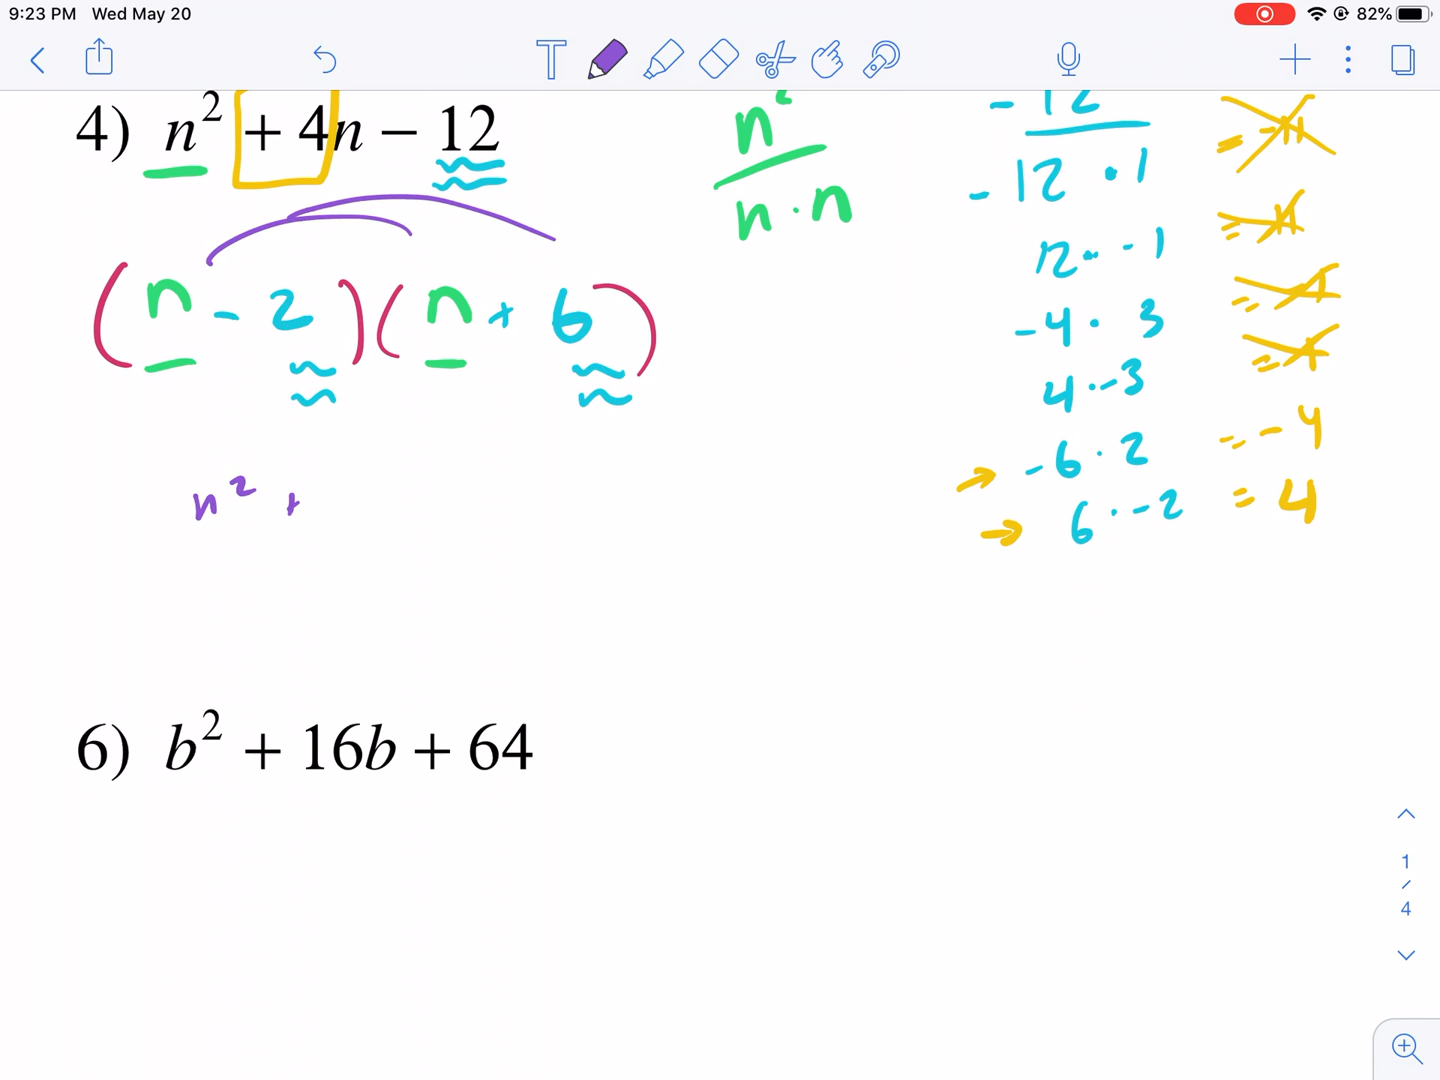 9:23 PM Wed May 20 82%
4) n² + 4n − 12
n²
n · n
- 12
- 12 · 1
12 · - 1
- 4 · 3
4 · - 3
- 6 · 2 = - 4
6 · - 2 = 4
( n - 2 ) ( n + 6 )
n² +
6) b² + 16b + 64
1
/
4